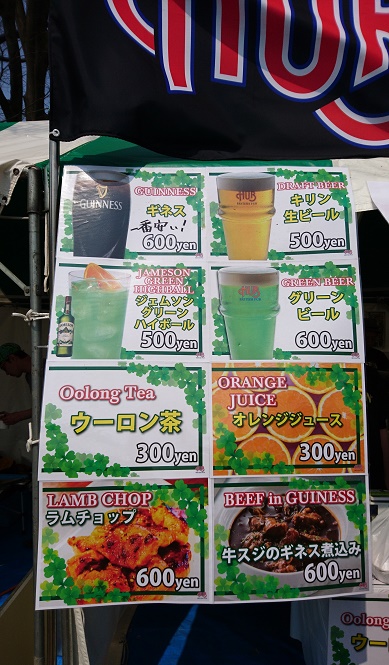 HUB
GUINNESS
GUINNESS
ギネス
一番安い!
600yen
HUB
DRAFT BEER
キリン
生ビール
500yen
JAMESON
GREEN
HIGHBALL
ジェムソン
グリーン
ハイボール
500yen
HUB
GREEN BEER
グリーン
ビール
600yen
Oolong Tea
ウーロン茶
300yen
ORANGE
JUICE
オレンジジュース
300yen
LAMB CHOP
ラムチョップ
600yen
BEEF in GUINESS
牛スジのギネス煮込み
600yen
Oolong Tea
ウー